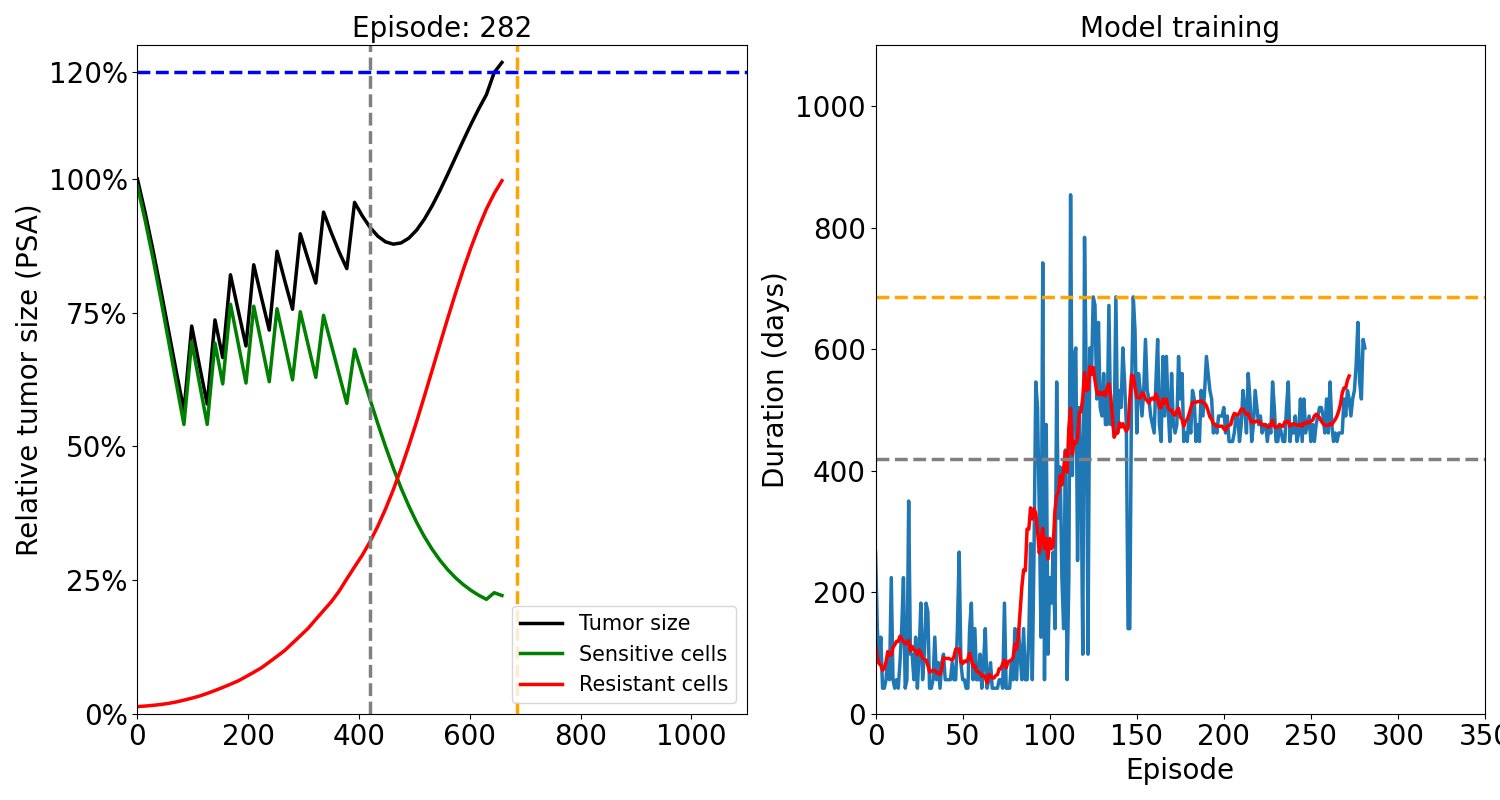 Episode: 282
Relative tumor size (PSA)
120%
100%
75%
50%
25%
0%
0 200 400 600 800 1000
Tumor size
Sensitive cells
Resistant cells
Model training
Duration (days)
1000
800
600
400
200
0
0 50 100 150 200 250 300 350
Episode